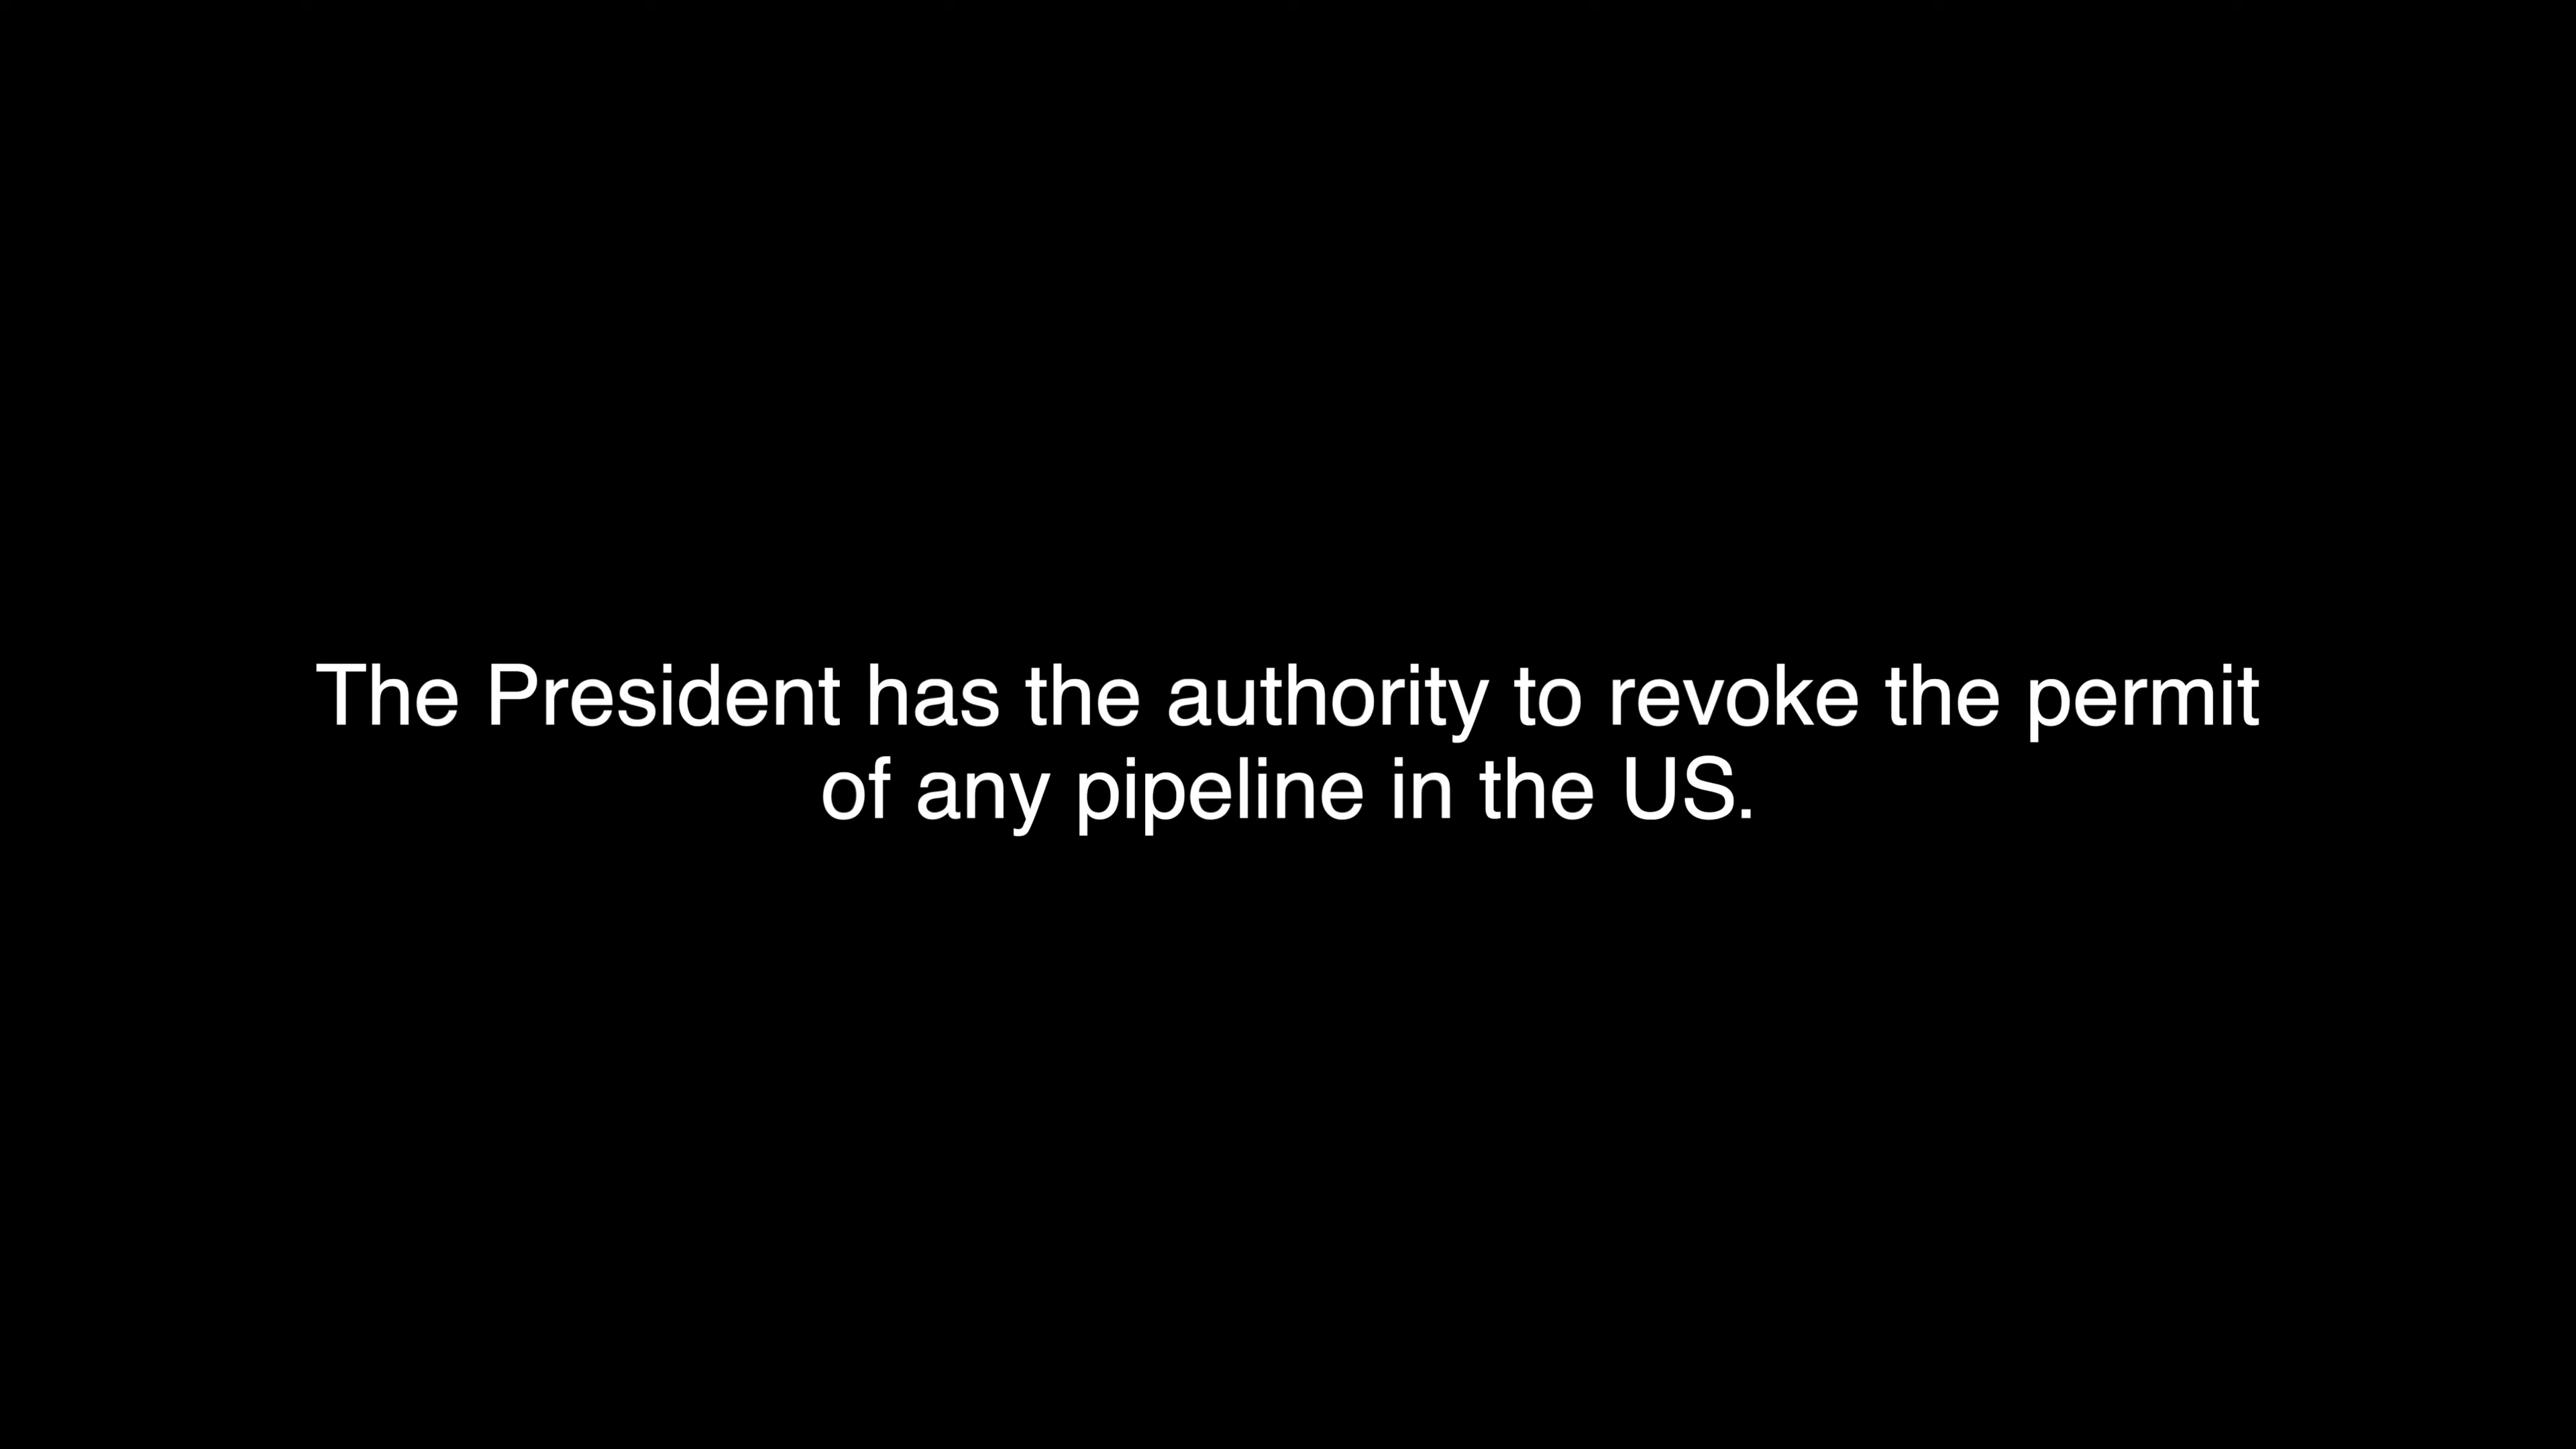 The President has the authority to revoke the permit
of any pipeline in the US.